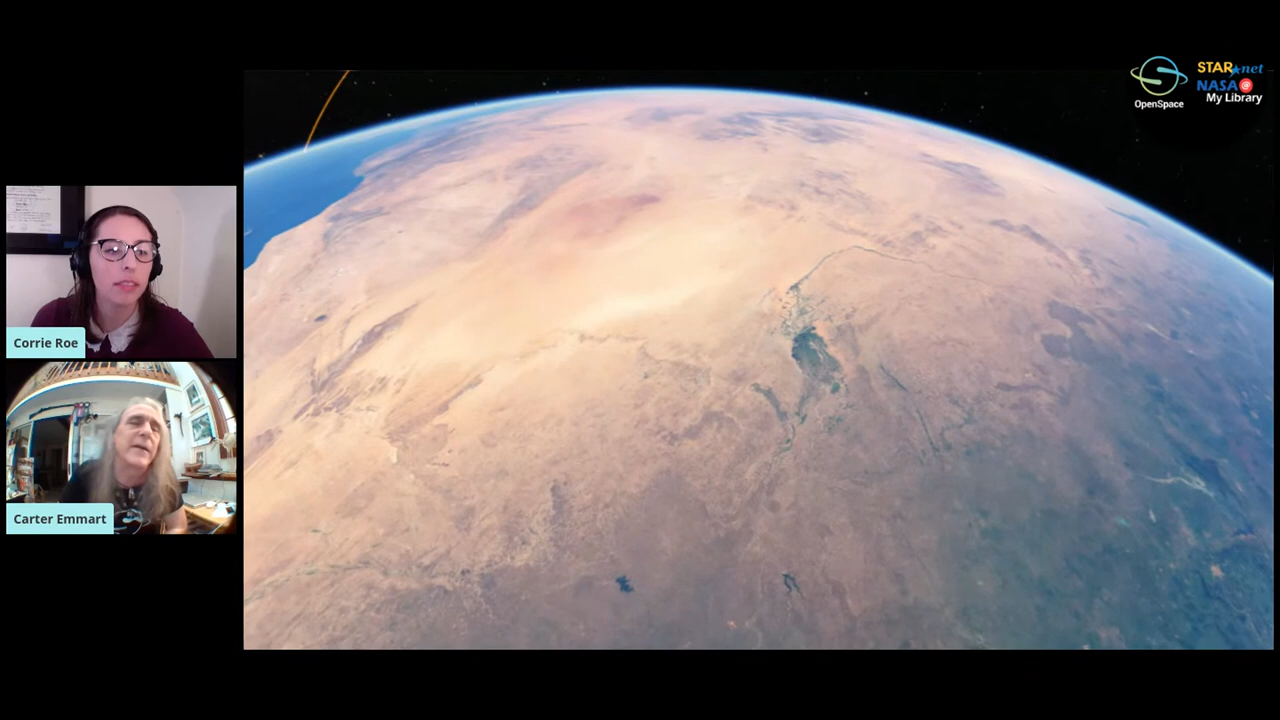 OpenSpace
STAR net
NASA@
My Library
Corrie Roe
Carter Emmart